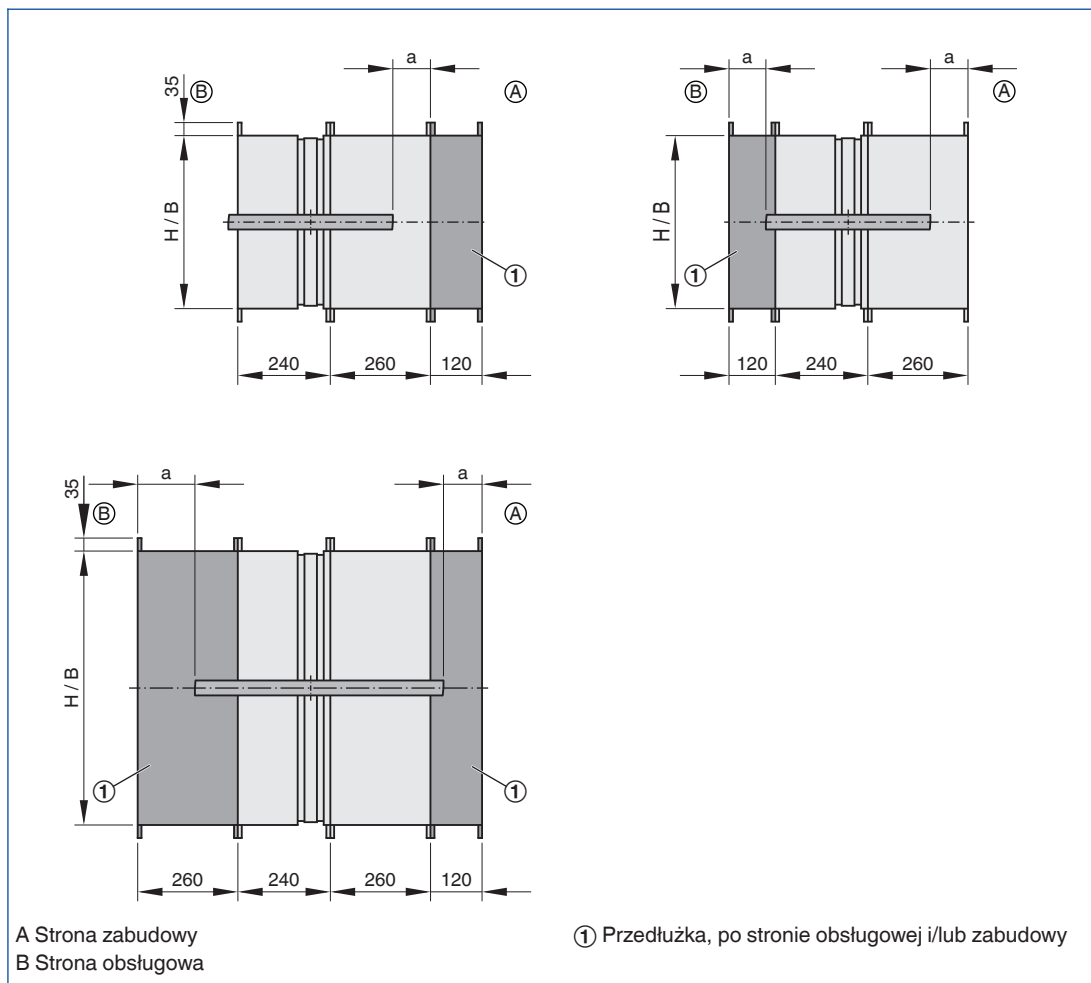 a a
35 B A B A
H / B H / B
1 1
240 260 120 120 240 260
a a
35 B A
H / B
1 1
260 240 260 120
A Strona zabudowy
B Strona obsługowa
1 Przedłużka, po stronie obsługowej i/lub zabudowy